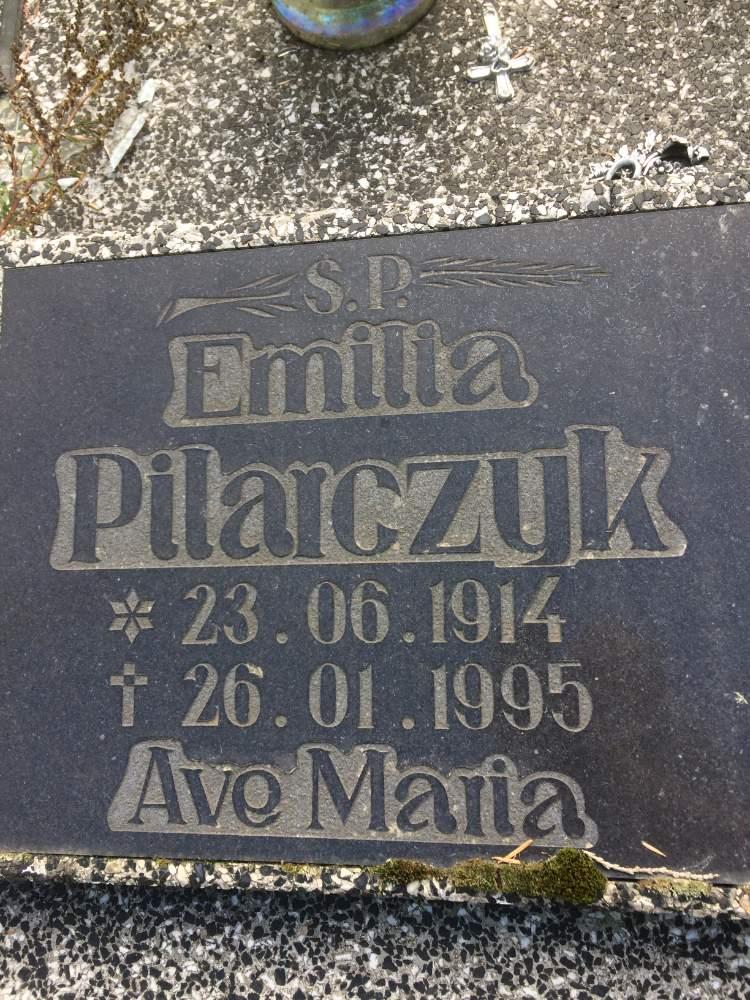 Ś.P.
Emilia
Pilarczyk
* 23.06.1914
✝ 26.01.1995
Ave Maria